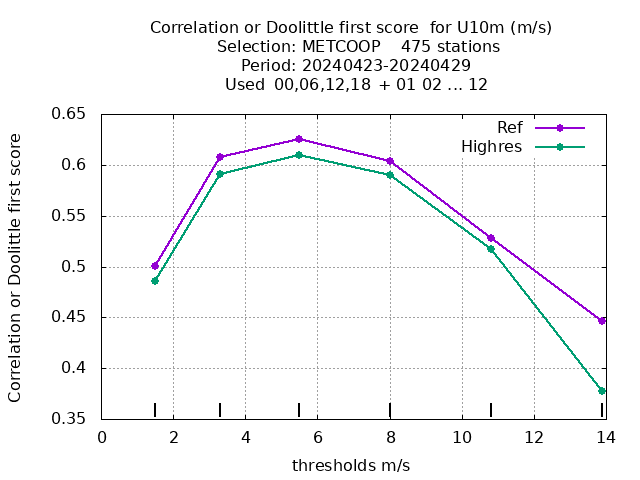 Correlation or Doolittle first score  for U10m (m/s)
Selection: METCOOP    475 stations
Period: 20240423-20240429
Used  00,06,12,18 + 01 02 ... 12
Correlation or Doolittle first score
0.65
0.6
0.55
0.5
0.45
0.4
0.35
Ref
Highres
0 2 4 6 8 10 12 14
thresholds m/s